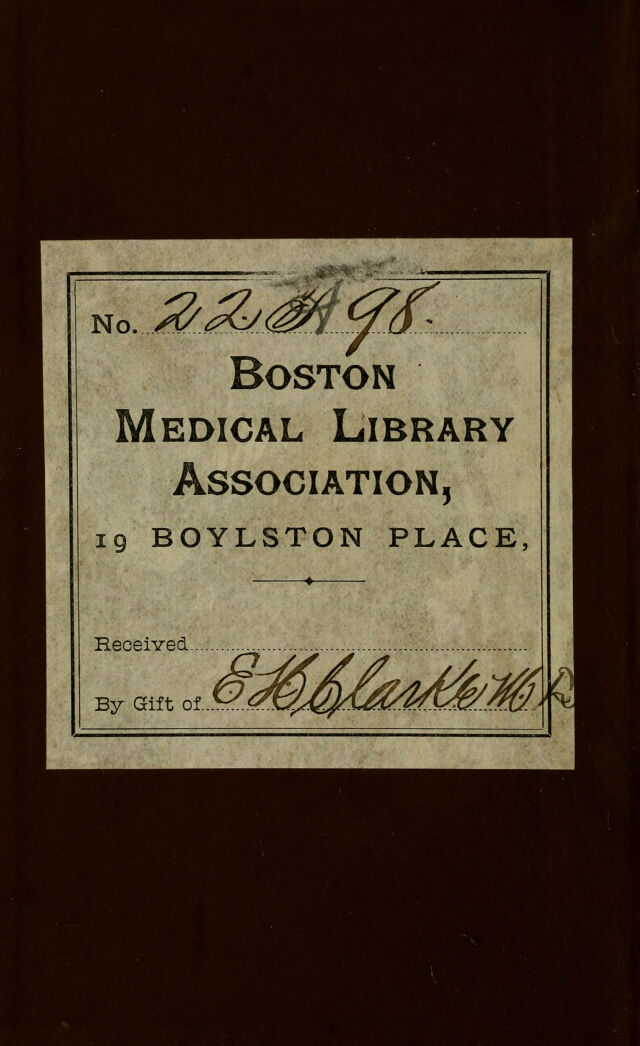 No. 22. A 98.
BOSTON
MEDICAL LIBRARY
ASSOCIATION,
19 BOYLSTON PLACE,
Received
By Gift of E H Clarke M D